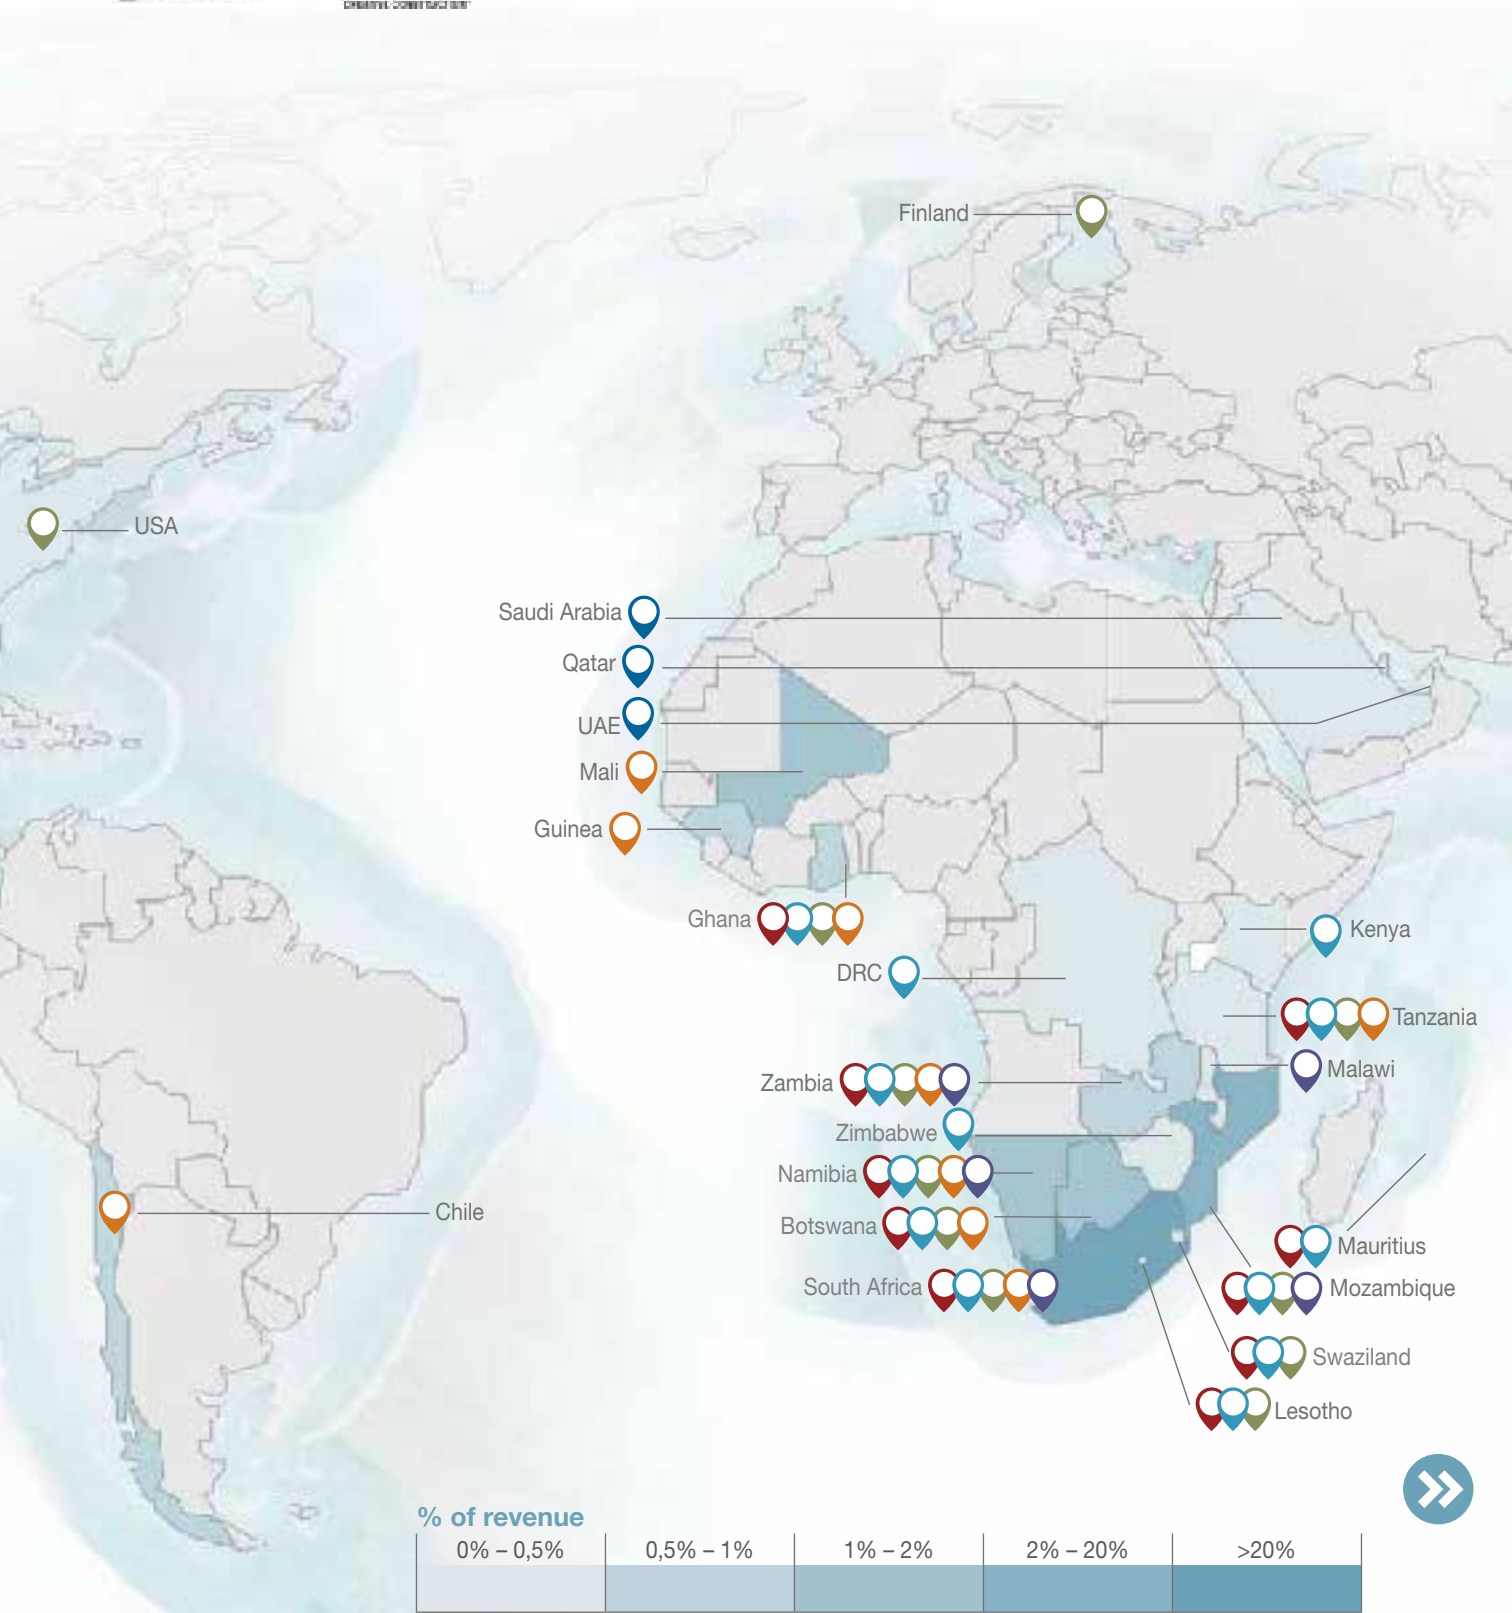 Finland
USA
Saudi Arabia
Qatar
UAE
Mali
Guinea
Ghana
Kenya
DRC
Tanzania
Malawi
Zambia
Zimbabwe
Namibia
Chile
Botswana
Mauritius
South Africa
Mozambique
Swaziland
Lesotho
% of revenue
0% – 0,5%
0,5% – 1%
1% – 2%
2% – 20%
>20%